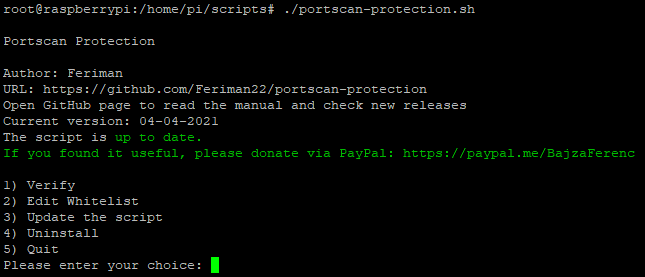 root@raspberrypi:/home/pi/scripts# ./portscan-protection.sh
Portscan Protection
Author: Feriman
URL: https://github.com/Feriman22/portscan-protection
Open GitHub page to read the manual and check new releases
Current version: 04-04-2021
The script is up to date.
If you found it useful, please donate via PayPal: https://paypal.me/BajzaFerenc
1) Verify
2) Edit Whitelist
3) Update the script
4) Uninstall
5) Quit
Please enter your choice: